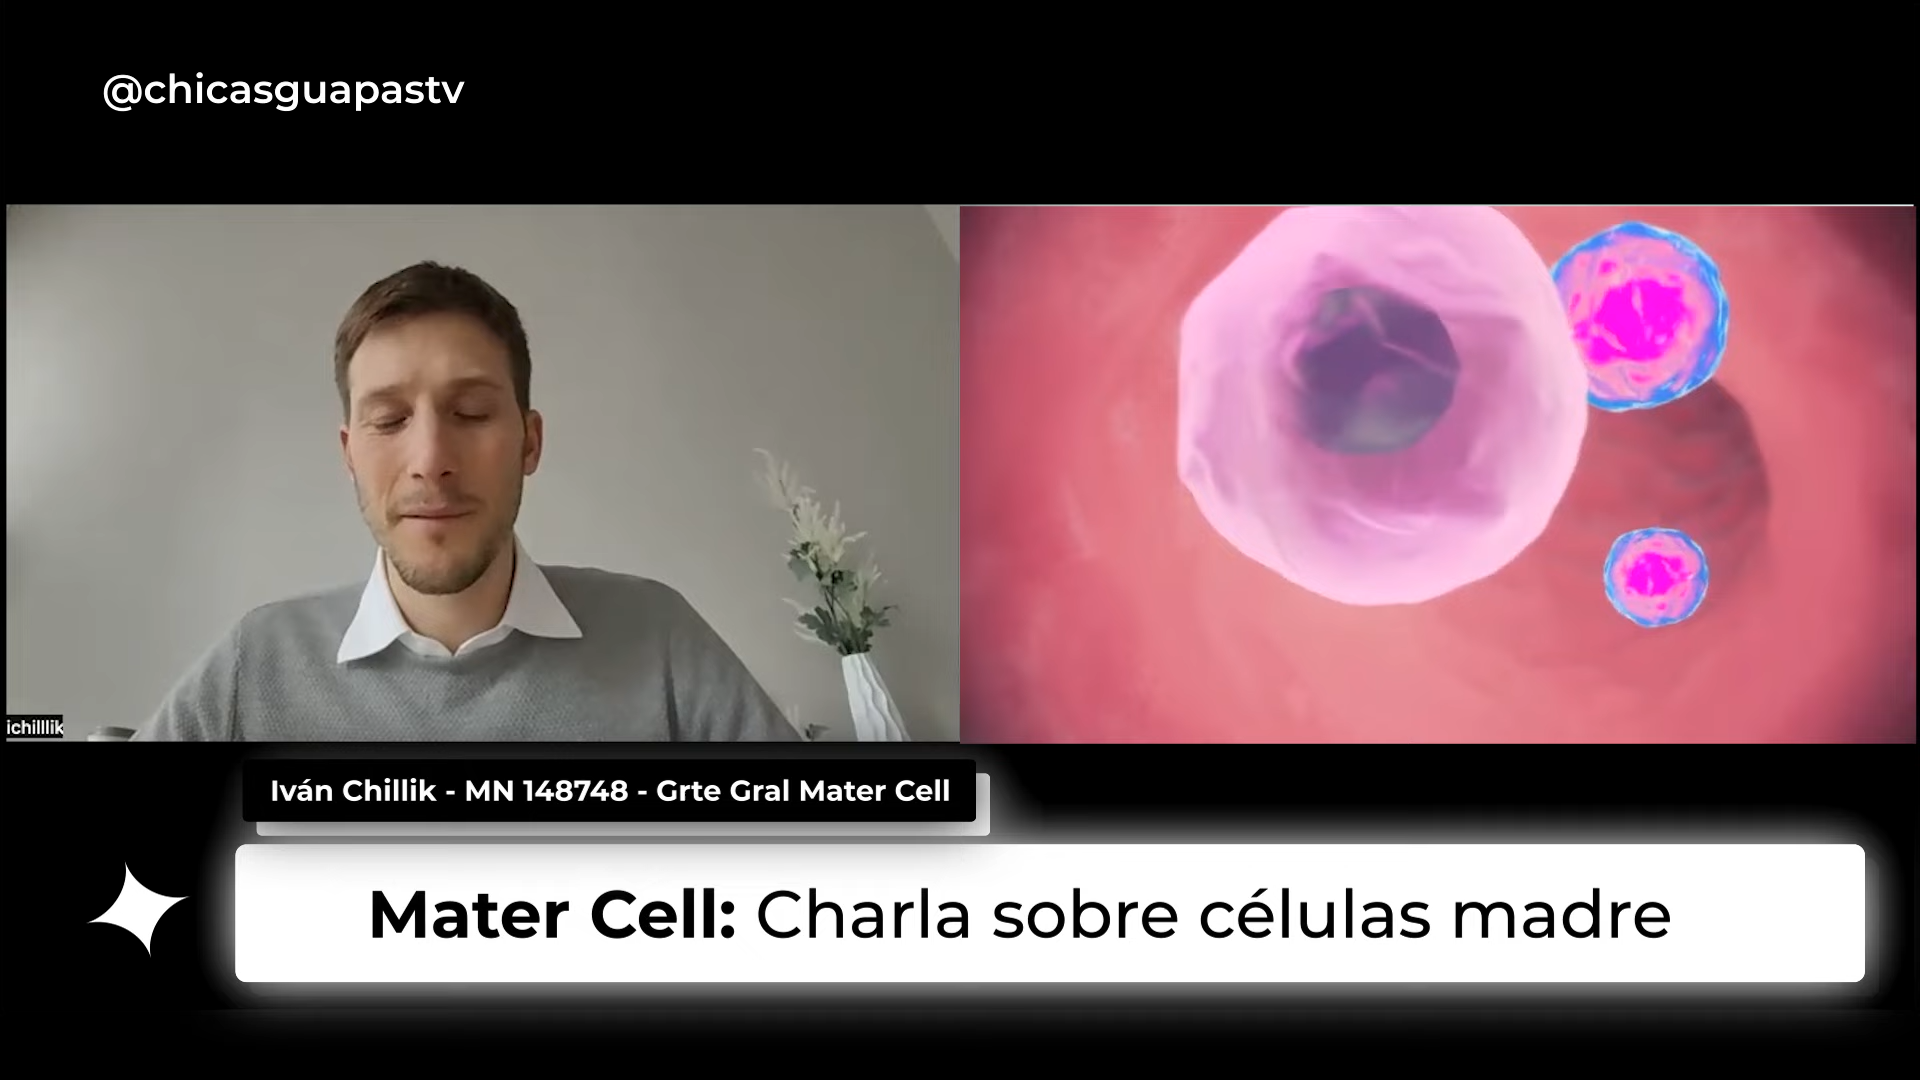 @chicasguapastv
ichilllik
Iván Chillik - MN 148748 - Grte Gral Mater Cell
Mater Cell: Charla sobre células madre